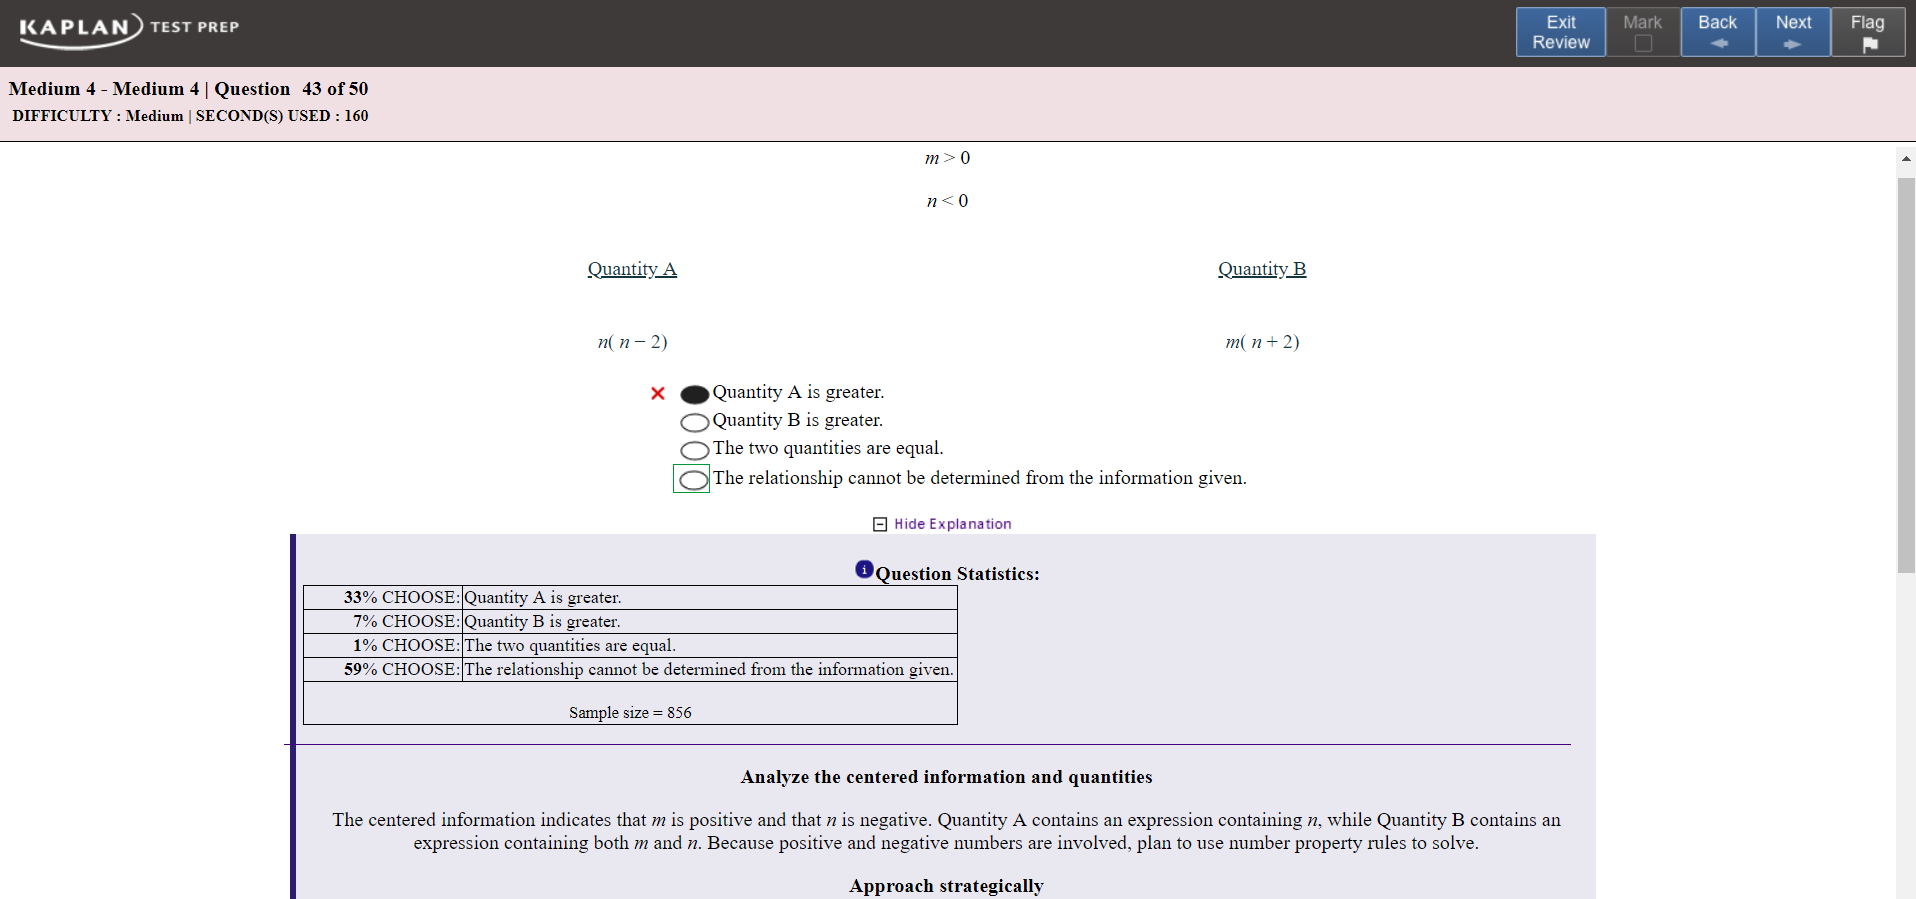 KAPLAN TEST PREP
Exit Review
Mark
Back
Next
Flag
Medium 4 - Medium 4 | Question 43 of 50
DIFFICULTY : Medium | SECOND(S) USED : 160
m > 0
n < 0
Quantity A
Quantity B
n( n − 2)
m( n + 2)
Quantity A is greater.
Quantity B is greater.
The two quantities are equal.
The relationship cannot be determined from the information given.
Hide Explanation
Question Statistics:
33% CHOOSE: Quantity A is greater.
7% CHOOSE: Quantity B is greater.
1% CHOOSE: The two quantities are equal.
59% CHOOSE: The relationship cannot be determined from the information given.
Sample size = 856
Analyze the centered information and quantities
The centered information indicates that m is positive and that n is negative. Quantity A contains an expression containing n, while Quantity B contains an
expression containing both m and n. Because positive and negative numbers are involved, plan to use number property rules to solve.
Approach strategically